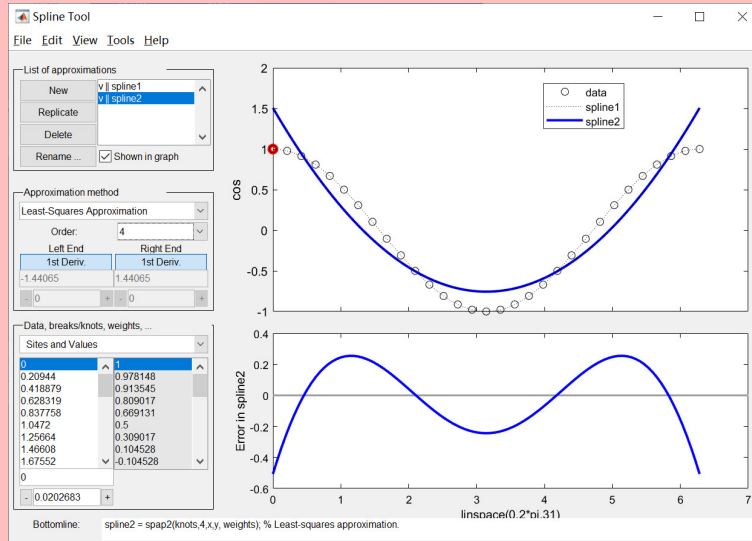 Spline Tool
File Edit View Tools Help
List of approximations
New
Replicate
Delete
Rename ...
v || spline1
v || spline2
Shown in graph
Approximation method
Least-Squares Approximation
Order:
4
Left End
Right End
1st Deriv.
1st Deriv.
-1.44065
1.44065
- 0 +
- 0 +
Data, breaks/knots, weights, ...
Sites and Values
0
1
0.20944
0.978148
0.418879
0.913545
0.628319
0.809017
0.837758
0.669131
1.0472
0.5
1.25664
0.309017
1.46608
0.104528
1.67552
-0.104528
0
- 0.0202683 +
Bottomline:
spline2 = spap2(knots,4,x,y, weights); % Least-squares approximation.
2
1.5
1
0.5
0
-0.5
-1
cos
data
spline1
spline2
0.4
0.2
0
-0.2
-0.4
-0.6
Error in spline2
0 1 2 3 4 5 6 7
linspace(0,2*pi,31)